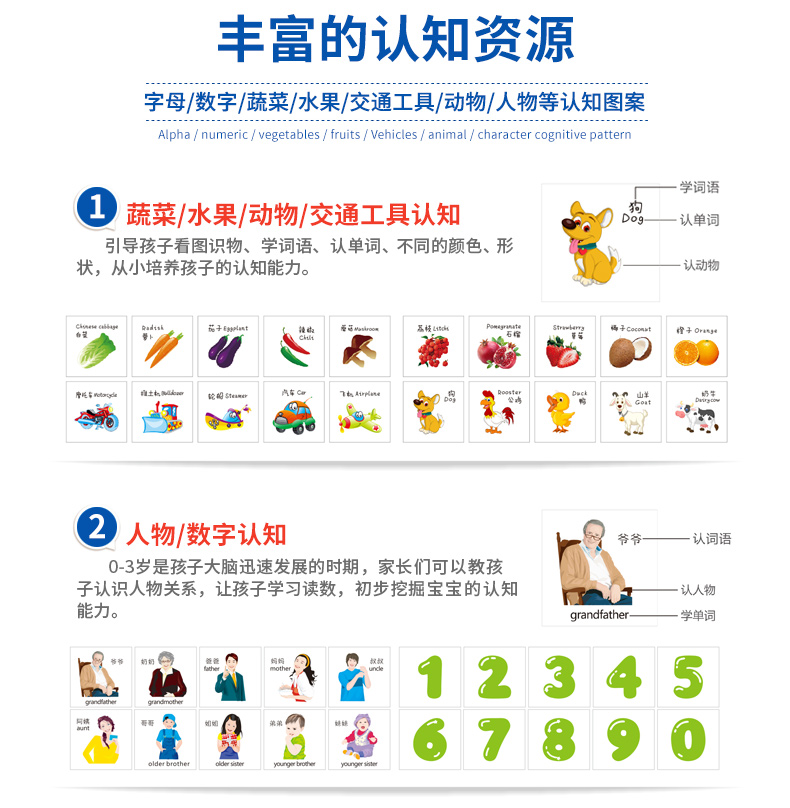 丰富的认知资源
字母/数字/蔬菜/水果/交通工具/动物/人物等认知图案
Alpha / numeric / vegetables / fruits / Vehicles / animal / character cognitive pattern
1
蔬菜/水果/动物/交通工具认知
引导孩子看图识物、学词语、认单词、不同的颜色、形
状，从小培养孩子的认知能力。
狗
Dog
学词语
认单词
认动物
Chinese cabbage
白菜
Radish
萝卜
茄子 Eggplant
辣椒
Chili
蘑菇 Mushroom
荔枝 Litchi
Pomegranate
石榴
Strawberry
草莓
椰子 Coconut
橙子 Orange
摩托车 Motorcycle
推土机 Bulldozer
轮船 Steamer
汽车 Car
飞机 Airplane
狗
Dog
Rooster
公鸡
Duck
鸭
山羊
Goat
奶牛
Dairy cow
2
人物/数字认知
0-3岁是孩子大脑迅速发展的时期，家长们可以教孩
子认识人物关系，让孩子学习读数，初步挖掘宝宝的认知
能力。
爷爷
grandfather
认词语
认人物
学单词
爷爷
grandfather
奶奶
grandmother
爸爸
father
妈妈
mother
叔叔
uncle
1 2 3 4 5
阿姨
aunt
哥哥
older brother
姐姐
older sister
弟弟
younger brother
妹妹
younger sister
6 7 8 9 0